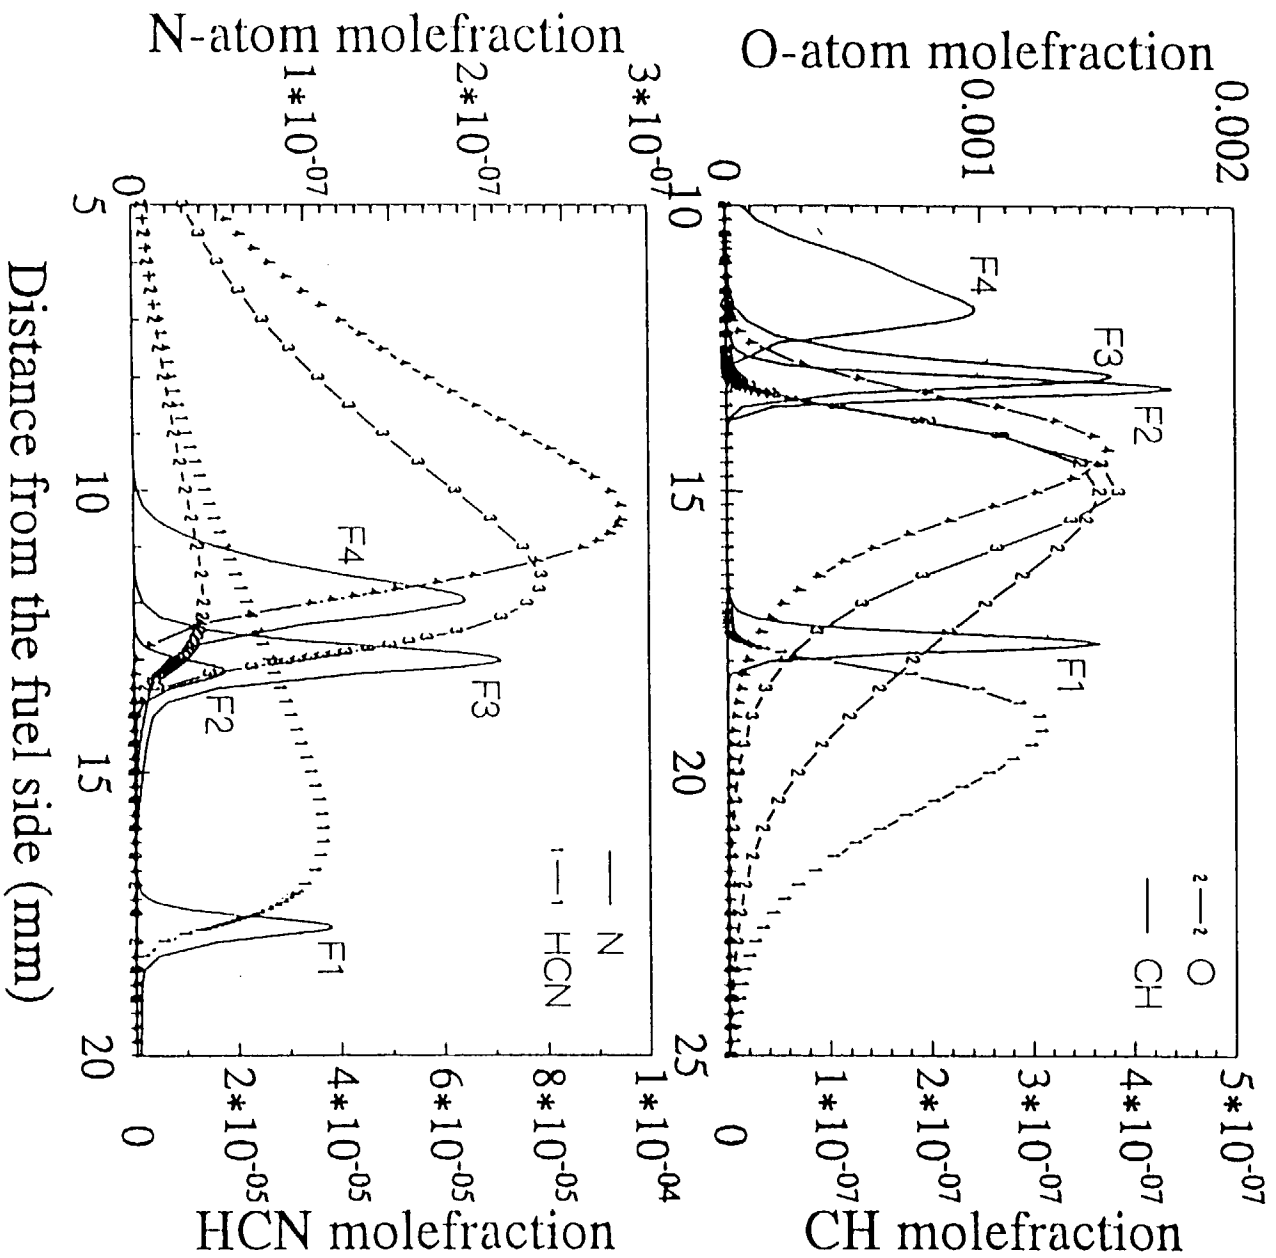 O-atom molefraction
0.002
0.001
0
10
15
20
25
F4
F3
F2
F1
2—2 O
— CH
5*10-07
4*10-07
3*10-07
2*10-07
1*10-07
0
CH molefraction
N-atom molefraction
3*10-07
2*10-07
1*10-07
0
5
10
15
20
F4
F3
F2
F1
— N
1—1 HCN
1*10-04
8*10-05
6*10-05
4*10-05
2*10-05
0
HCN molefraction
Distance from the fuel side (mm)